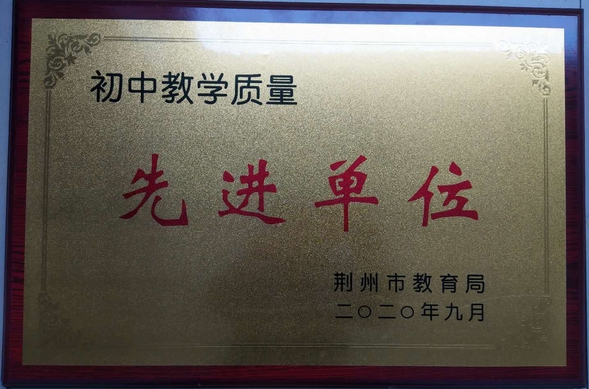 初中教学质量
先进单位
荆州市教育局
二〇二〇年九月